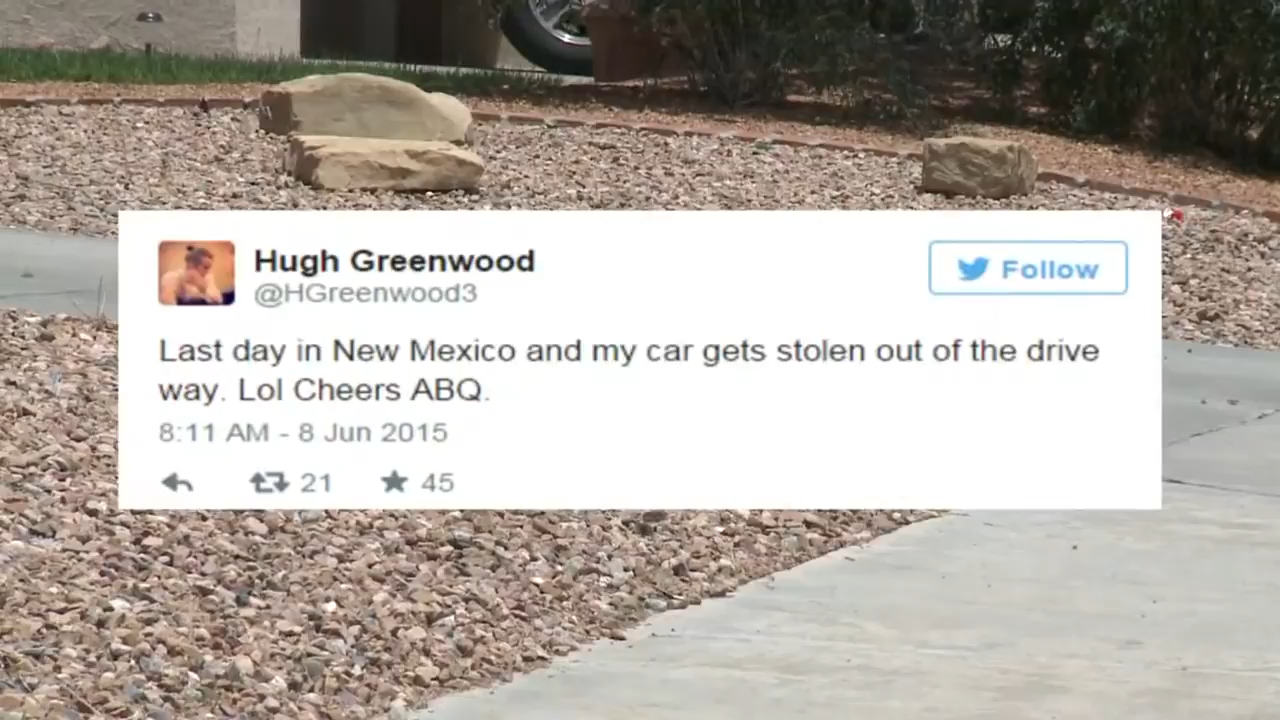 Hugh Greenwood
@HGreenwood3
Follow
Last day in New Mexico and my car gets stolen out of the drive
way. Lol Cheers ABQ.
8:11 AM - 8 Jun 2015
21 45